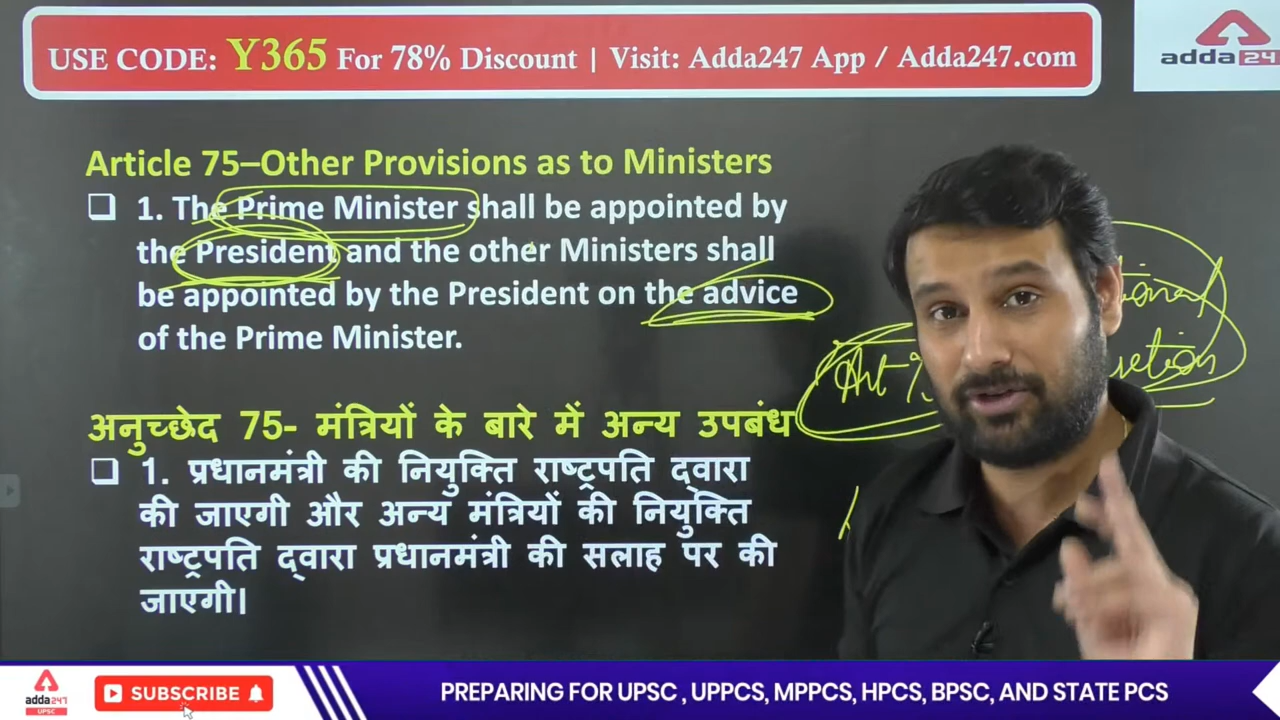 USE CODE: Y365 For 78% Discount | Visit: Adda247 App / Adda247.com
adda24
Article 75–Other Provisions as to Ministers
1. The Prime Minister shall be appointed by
the President and the other Ministers shall
be appointed by the President on the advice
of the Prime Minister.
Art
अनुच्छेद 75- मंत्रियों के बारे में अन्य उपबंध
1. प्रधानमंत्री की नियुक्ति राष्ट्रपति द्वारा
की जाएगी और अन्य मंत्रियों की नियुक्ति
राष्ट्रपति द्वारा प्रधानमंत्री की सलाह पर की
जाएगी।
adda247
UPSC
SUBSCRIBE
PREPARING FOR UPSC , UPPCS, MPPCS, HPCS, BPSC, AND STATE PCS